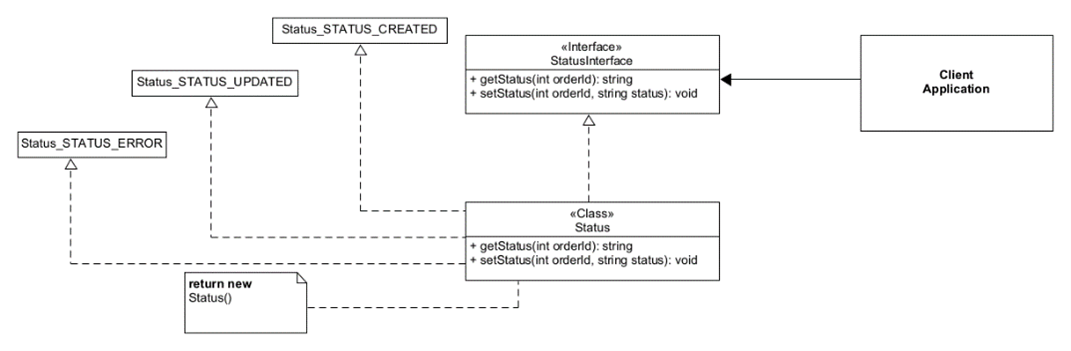 Status_STATUS_CREATED
«Interface»
StatusInterface
+ getStatus(int orderId): string
+ setStatus(int orderId, string status): void
Client
Application
Status_STATUS_UPDATED
Status_STATUS_ERROR
«Class»
Status
+ getStatus(int orderId): string
+ setStatus(int orderId, string status): void
return new
Status()